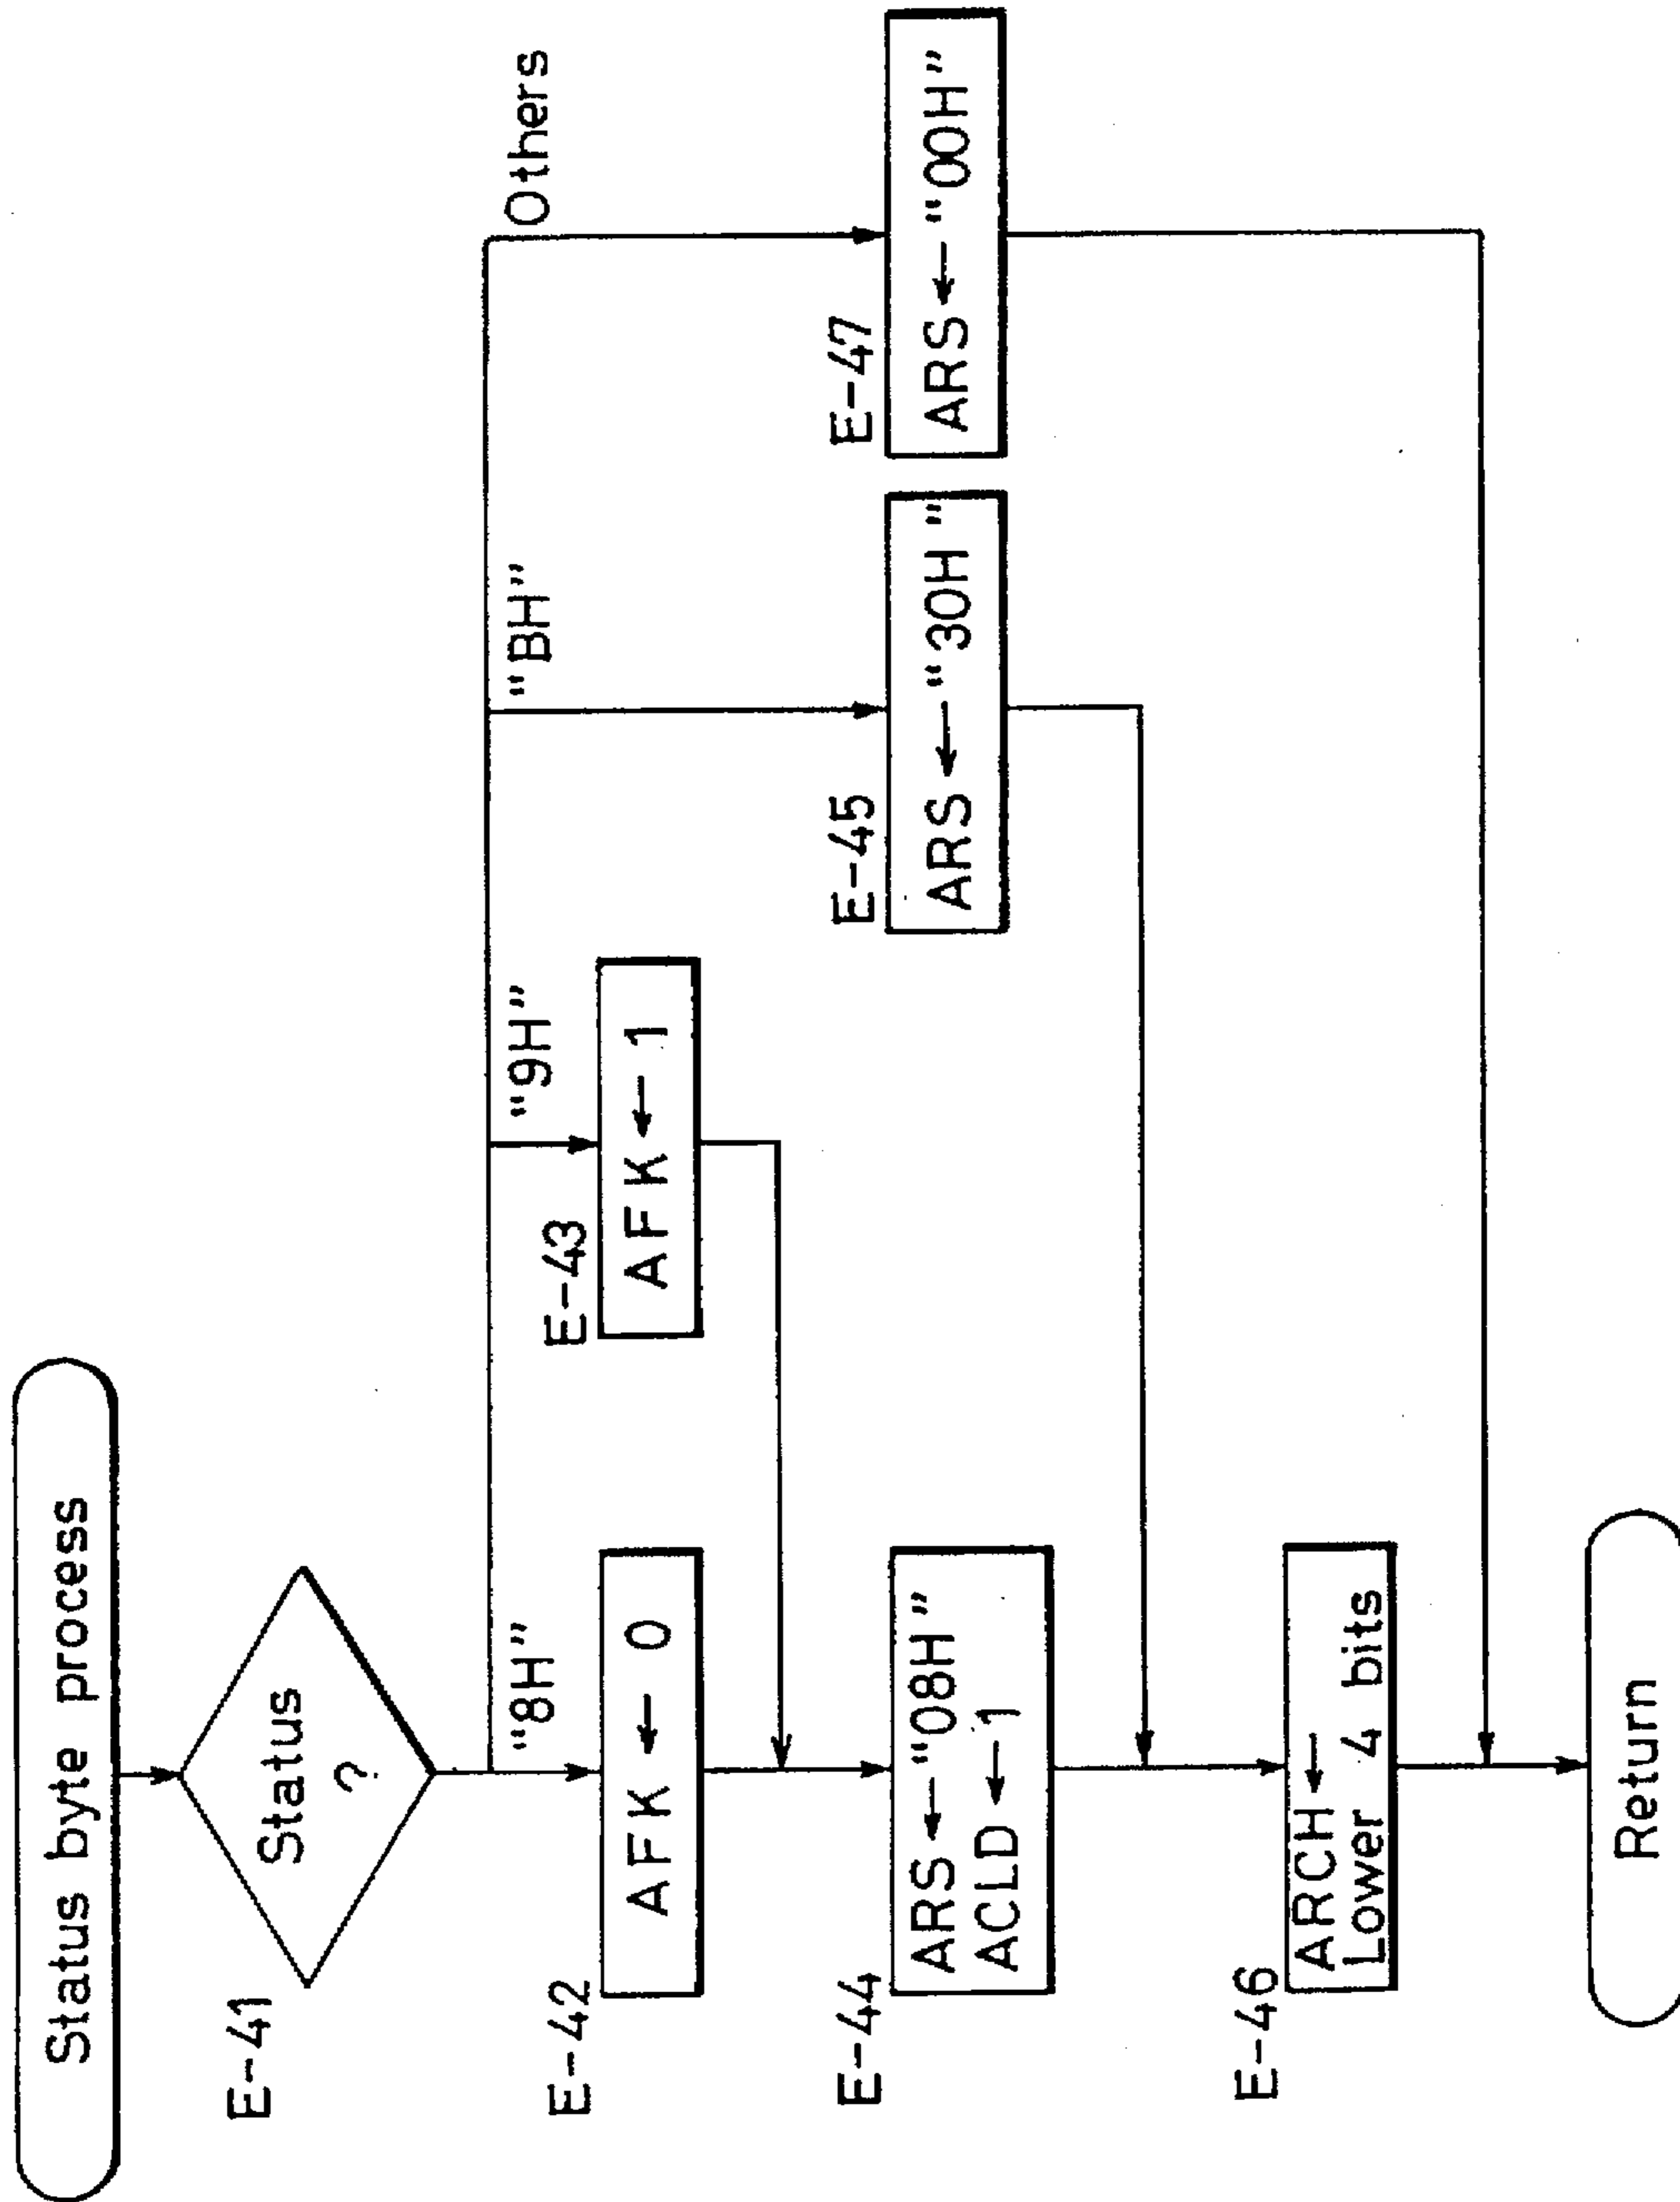 Status byte process
E-41
Status
?
"8H"
"9H"
"BH"
Others
E-42
AFK ← 0
E-43
AFK ← 1
E-44
ARS ← "08H"
ACLD ← 1
E-45
ARS ← "30H"
E-47
ARS ← "00H"
E-46
ARCH ←
Lower 4 bits
Return